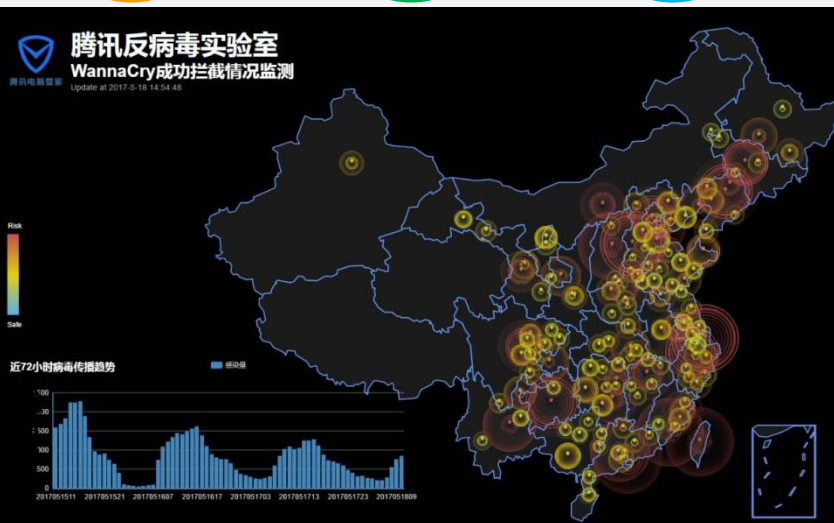 腾讯反病毒实验室
WannaCry成功拦截情况监测
腾讯电脑管家
Update at 2017-5-18 14:54:48
Risk
Safe
近72小时病毒传播趋势
感染量
500
500
0
2017051511 2017051521 2017051607 2017051617 2017051703 2017051713 2017051723 2017051809